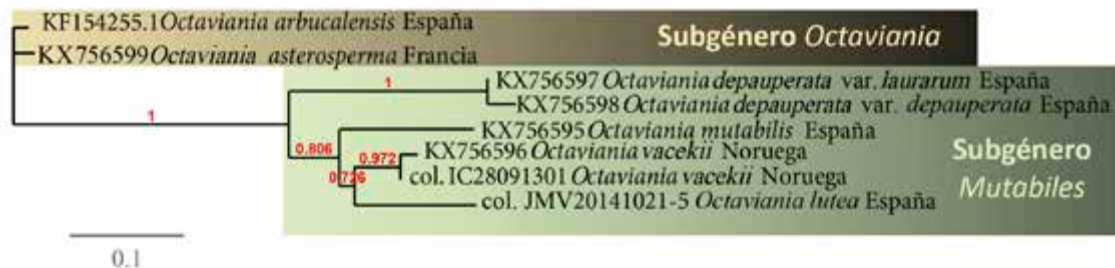 KF154255.1 Octaviania arbucalensis España
KX756599 Octaviania asterosperma Francia
Subgénero Octaviania
KX756597 Octaviania depauperata var. laurarum España
1
KX756598 Octaviania depauperata var. depauperata España
1
KX756595 Octaviania mutabilis España
0.806
KX756596 Octaviania vacekii Noruega
0.972
Subgénero
Mutabiles
0.726
col. IC28091301 Octaviania vacekii Noruega
col. JMV20141021-5 Octaviania lutea España
0.1